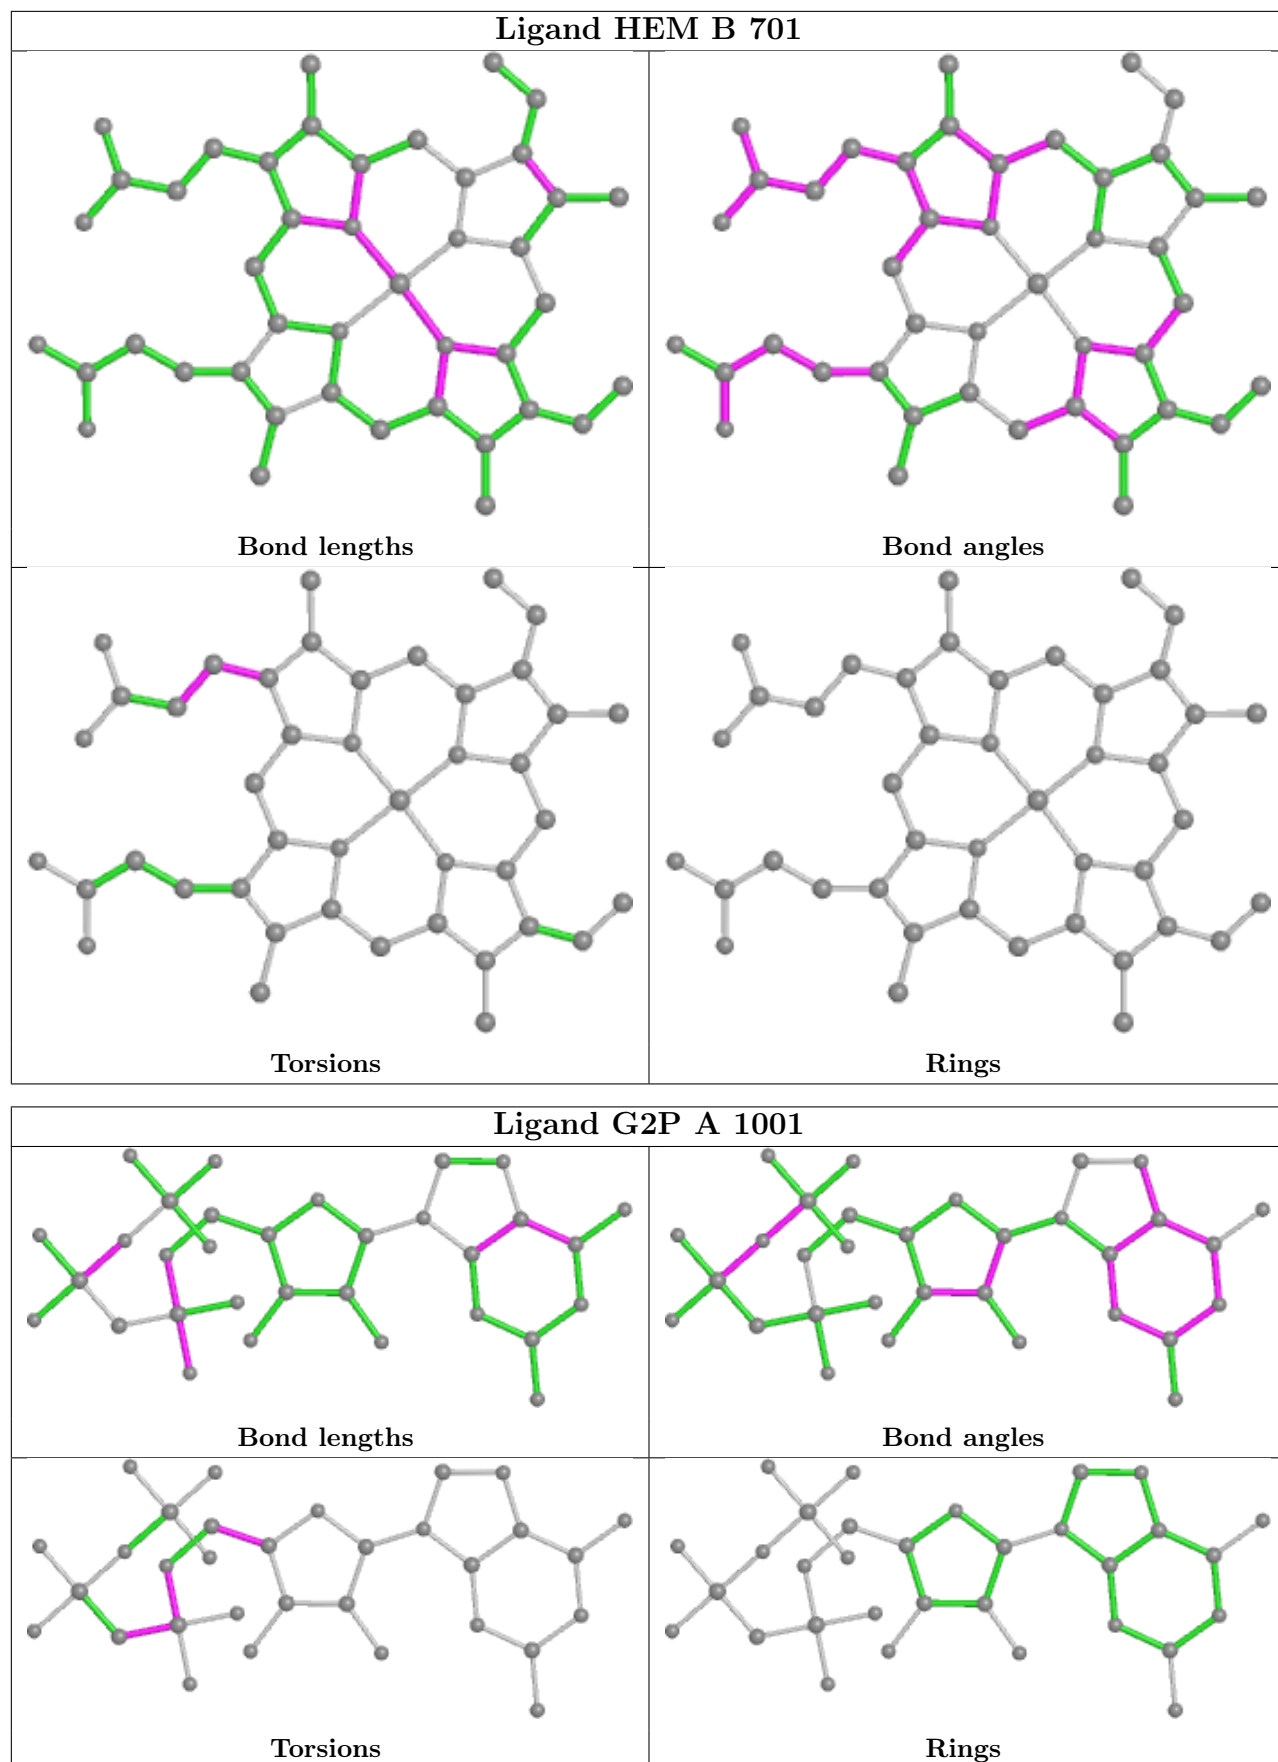 Ligand HEM B 701
Bond lengths
Bond angles
Torsions
Rings
Ligand G2P A 1001
Bond lengths
Bond angles
Torsions
Rings